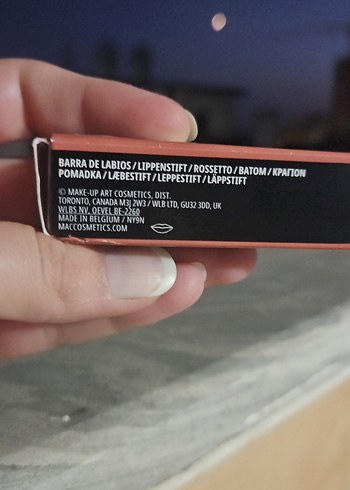 BARRA DE LABIOS / LIPPENSTIFT / ROSSETTO / BATOM / ΚΡΑΓΙΟΝ
POMADKA / LÆBESTIFT / LEPPESTIFT / LÄPPSTIFT
© MAKE-UP ART COSMETICS, DIST.
TORONTO, CANADA M3J 2W3 / WLB LTD, GU32 3DD, UK
WLBS NV, OEVEL BE-2260
MADE IN BELGIUM / NY9N
MACCOSMETICS.COM